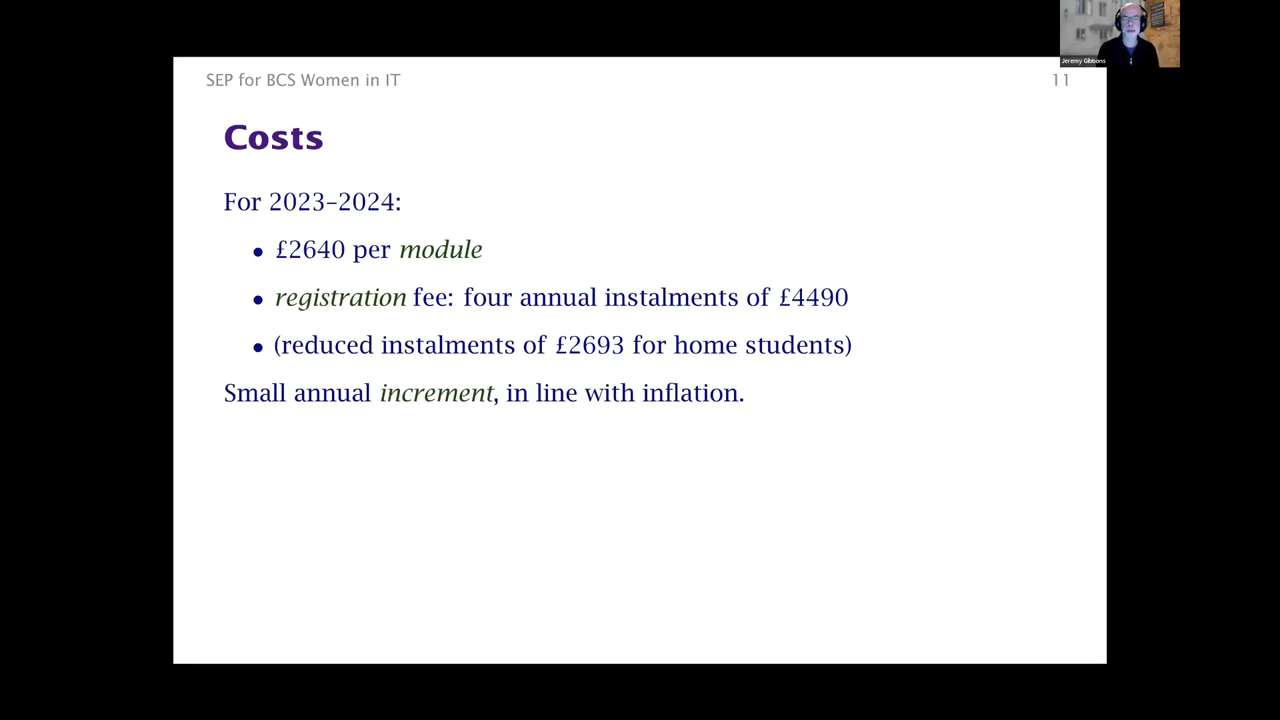 SEP for BCS Women in IT 11
Jeremy Gibbons
Costs
For 2023–2024:
• £2640 per module
• registration fee: four annual instalments of £4490
• (reduced instalments of £2693 for home students)
Small annual increment, in line with inflation.